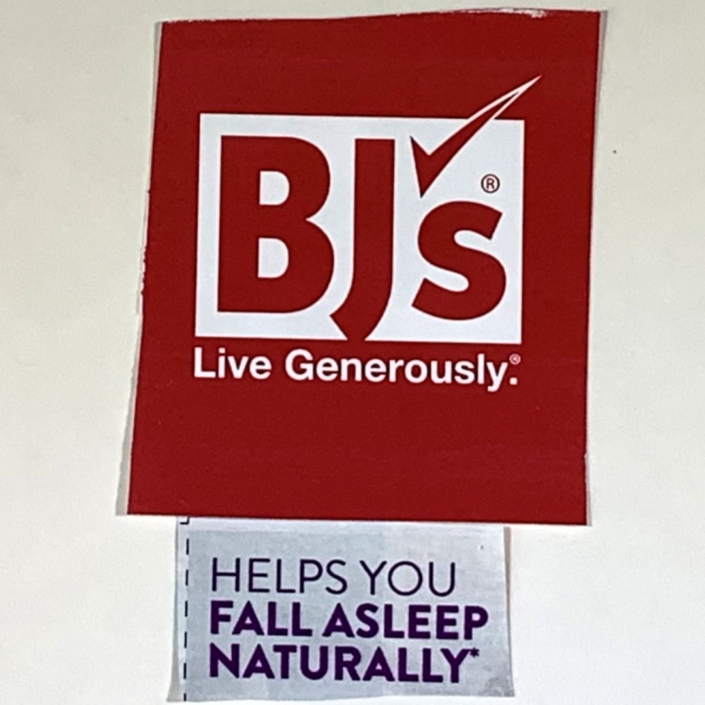 BJ's®
Live Generously.®
HELPS YOU
FALL ASLEEP
NATURALLY*